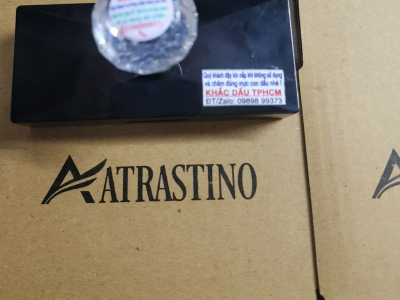 Quý khách đậy kín nắp khi không sử dụng
và châm đúng mực con dấu nhé !
KHẮC DẤU TPHCM
ĐT/Zalo: 09898 99373
ATRASTINO